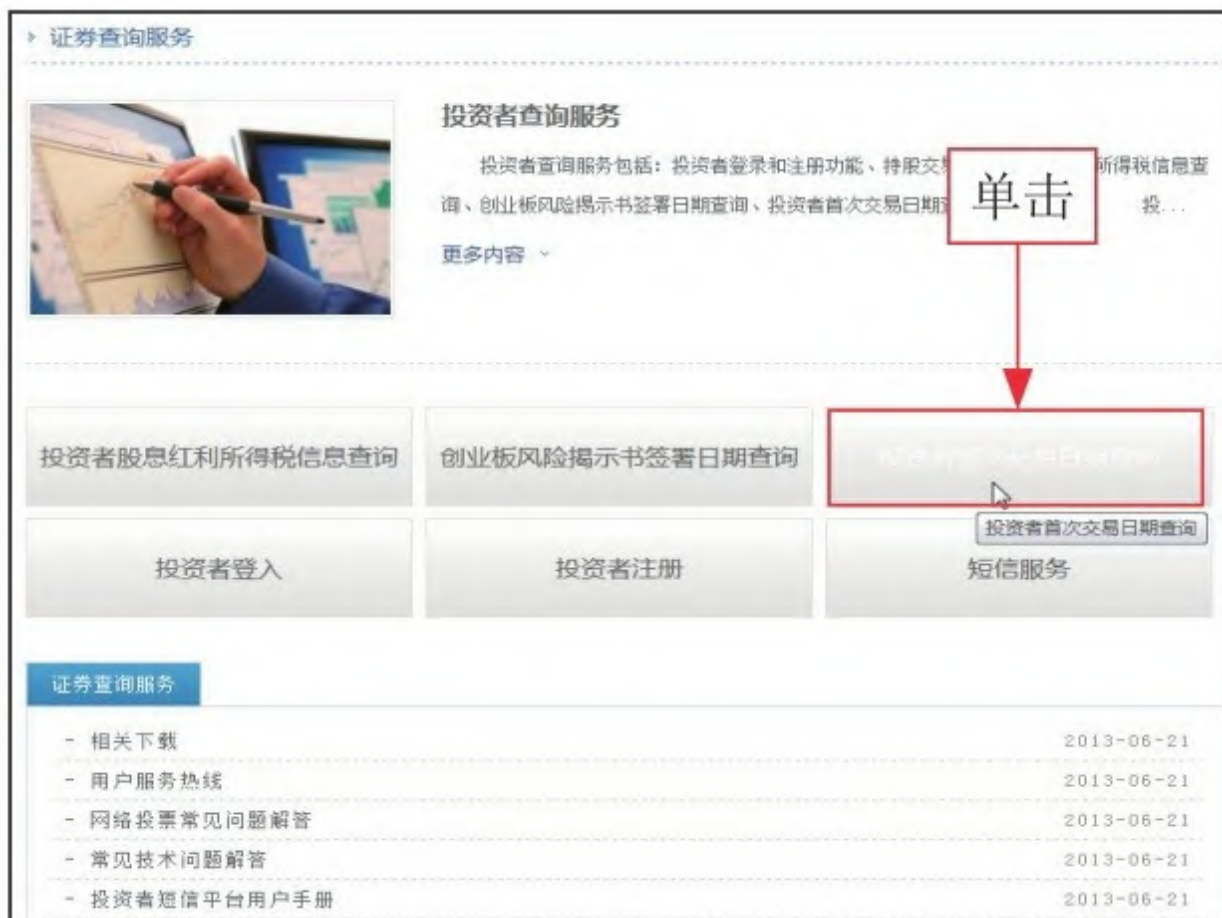 证券查询服务
投资者查询服务
投资者查询服务包括：投资者登录和注册功能、持股交 所得税信息查
询、创业板风险揭示书签署日期查询、投资者首次交易日期 投...
更多内容
单击
投资者股息红利所得税信息查询
创业板风险揭示书签署日期查询
投资者首次交易日期查询
投资者登入
投资者注册
短信服务
证券查询服务
- 相关下载 2013-06-21
- 用户服务热线 2013-06-21
- 网络投票常见问题解答 2013-06-21
- 常见技术问题解答 2013-06-21
- 投资者短信平台用户手册 2013-06-21